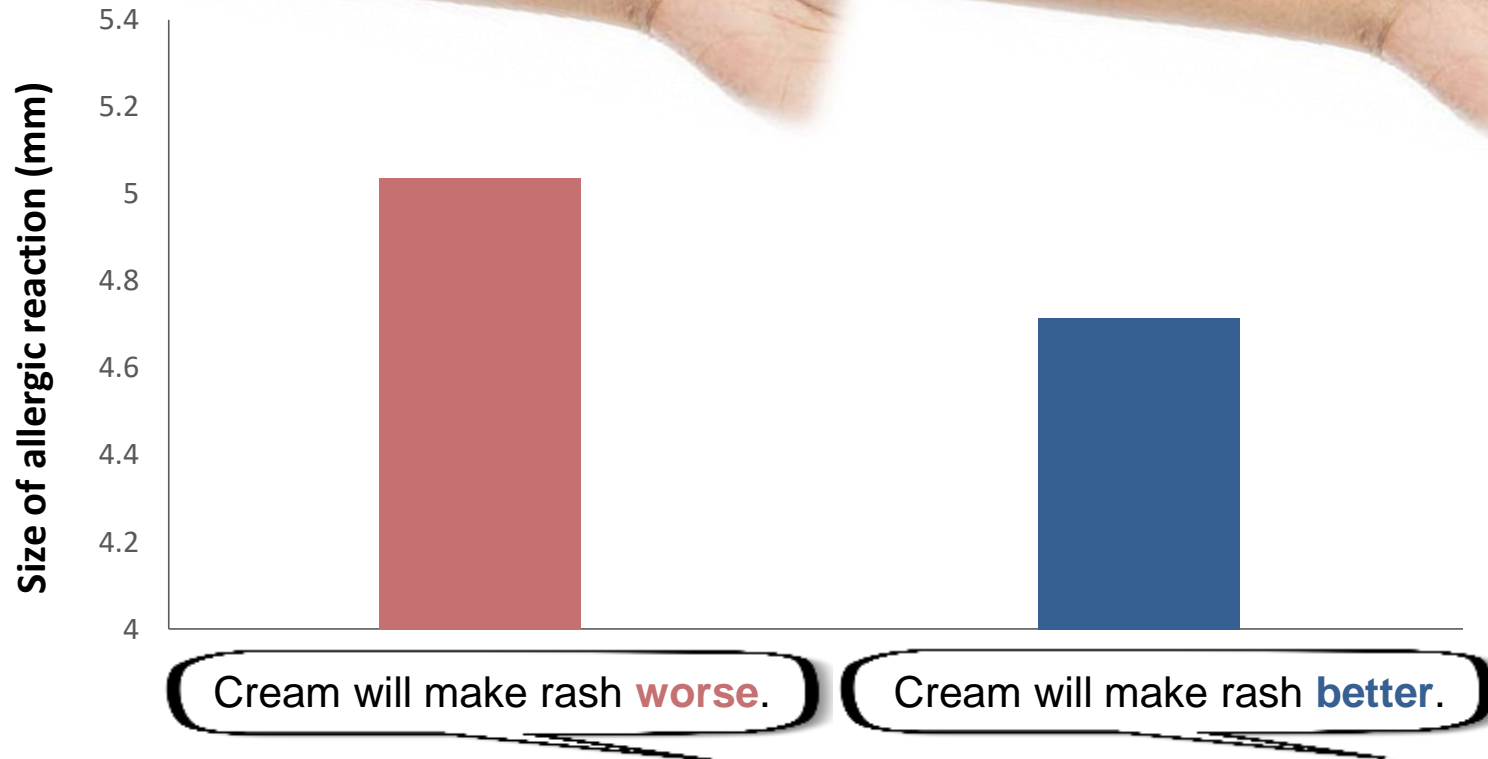 Size of allergic reaction (mm)
5.4
5.2
5
4.8
4.6
4.4
4.2
4
Cream will make rash worse.
Cream will make rash better.